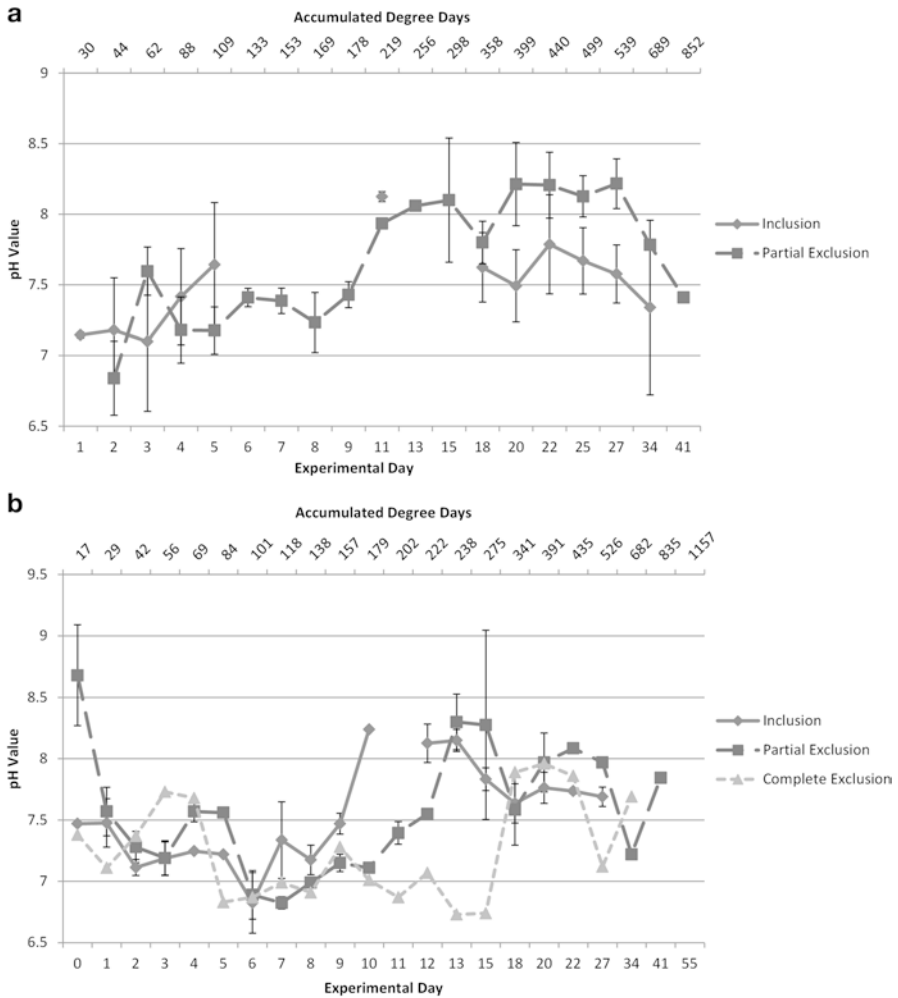 a
Accumulated Degree Days
30 44 62 88 109 133 153 169 178 219 256 298 358 399 440 499 539 689 852
9
8.5
8
7.5
7
6.5
pH Value
Inclusion
Partial Exclusion
1 2 3 4 5 6 7 8 9 11 13 15 18 20 22 25 27 34 41
Experimental Day
b
Accumulated Degree Days
17 29 42 56 69 84 101 118 138 157 179 202 222 238 275 341 391 435 526 682 835 1157
9.5
9
8.5
8
7.5
7
6.5
pH Value
Inclusion
Partial Exclusion
Complete Exclusion
0 1 2 3 4 5 6 7 8 9 10 11 12 13 15 18 20 22 27 34 41 55
Experimental Day